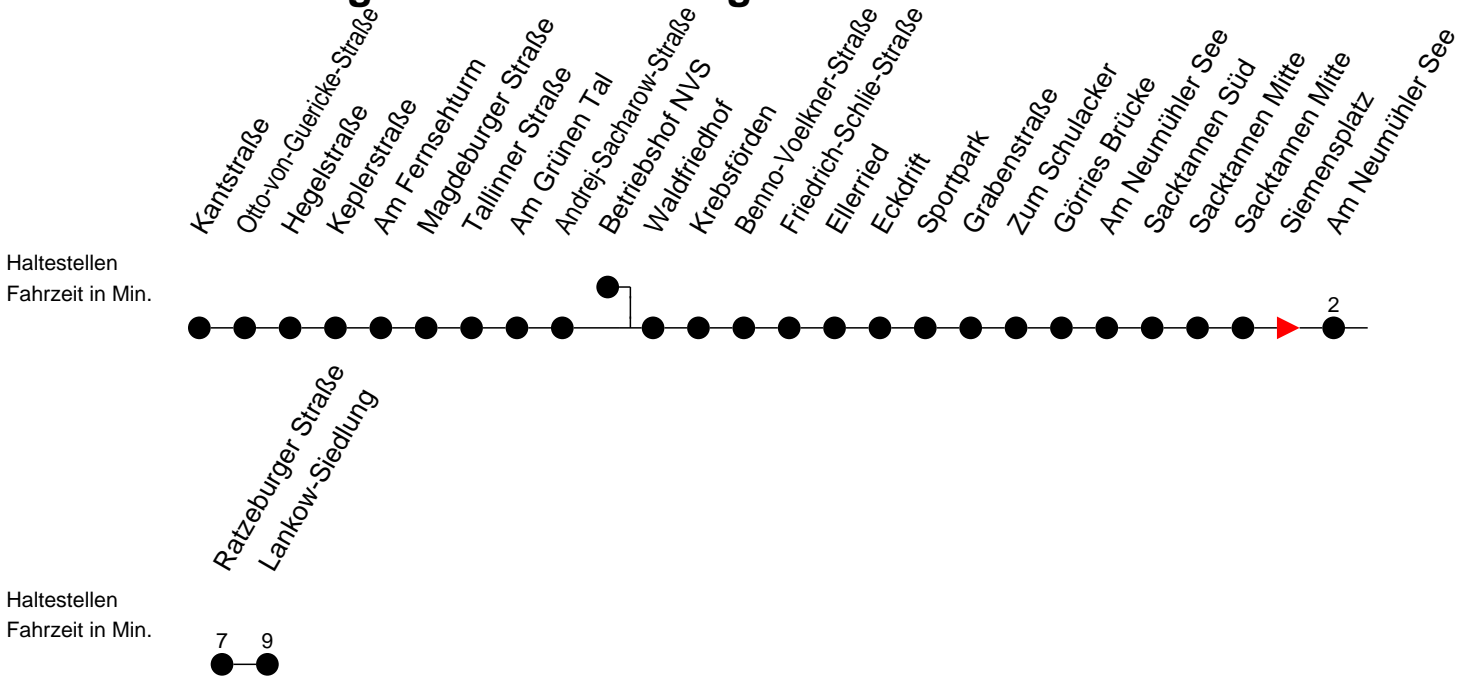 Kantstraße
Otto-von-Guericke-Straße
Hegelstraße
Keplerstraße
Am Fernsehturm
Magdeburger Straße
Tallinner Straße
Am Grünen Tal
Andrej-Sacharow-Straße
Betriebshof NVS
Waldfriedhof
Krebsförden
Benno-Voelkner-Straße
Friedrich-Schlie-Straße
Ellerried
Eckdrift
Sportpark
Grabenstraße
Zum Schulacker
Görries Brücke
Am Neumühler See
Sacktannen Süd
Sacktannen Mitte
Sacktannen Mitte
Siemensplatz
Am Neumühler See
Haltestellen
Fahrzeit in Min.
2
Ratzeburger Straße
Lankow-Siedlung
Haltestellen
Fahrzeit in Min.
7 9